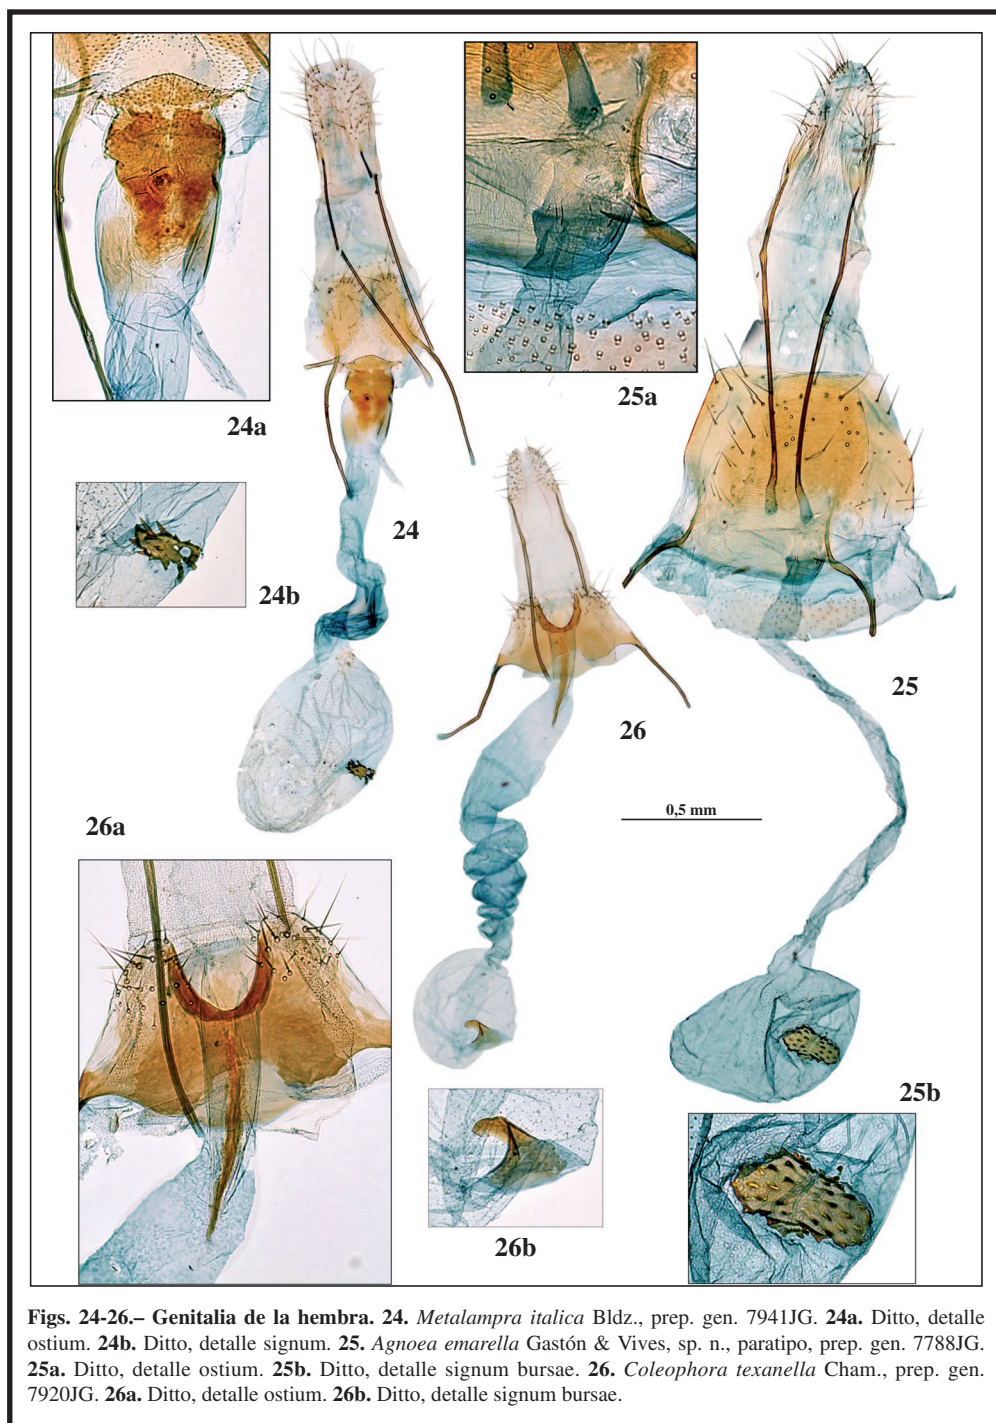 24a
25a
24
24b
25
26
0,5 mm
26a
25b
26b
Figs. 24-26.– Genitalia de la hembra. 24. Metalampra italica Bldz., prep. gen. 7941JG. 24a. Ditto, detalle
ostium. 24b. Ditto, detalle signum. 25. Agnoea emarella Gastón & Vives, sp. n., paratipo, prep. gen. 7788JG.
25a. Ditto, detalle ostium. 25b. Ditto, detalle signum bursae. 26. Coleophora texanella Cham., prep. gen.
7920JG. 26a. Ditto, detalle ostium. 26b. Ditto, detalle signum bursae.